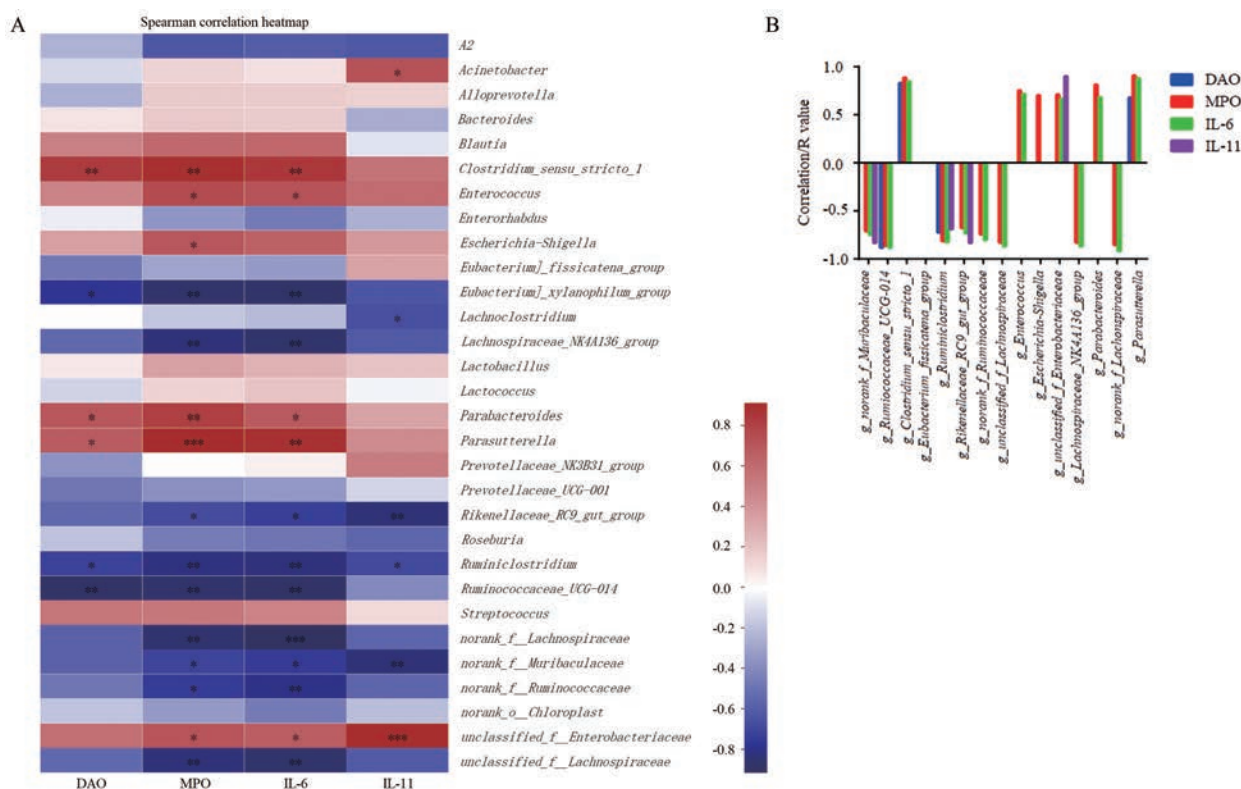 A
Spearman correlation heatmap
A2
Acinetobacter
*
Alloprevotella
Bacteroides
Blautia
** ** ** Clostridium_sensu_stricto_1
* * Enterococcus
Enterorhabdus
* Escherichia-Shigella
Eubacterium]_fissicatena_group
* ** ** Eubacterium]_xylanophilum_group
* Lachnoclostridium
** ** Lachnospiraceae_NK4A136_group
Lactobacillus
Lactococcus
* ** * Parabacteroides
* *** ** Parasutterella
Prevotellaceae_NK3B31_group
Prevotellaceae_UCG-001
* * ** Rikenellaceae_RC9_gut_group
Roseburia
* ** ** * Ruminiclostridium
** ** ** Ruminococcaceae_UCG-014
Streptococcus
** *** norank_f__Lachnospiraceae
* * ** norank_f__Muribaculaceae
* ** norank_f__Ruminococcaceae
norank_o__Chloroplast
* * *** unclassified_f__Enterobacteriaceae
** ** unclassified_f__Lachnospiraceae
DAO MPO IL-6 IL-11
0.8
0.6
0.4
0.2
0.0
-0.2
-0.4
-0.6
-0.8
B
Correlation/R value
1.0
0.5
0.0
-0.5
-1.0
DAO
MPO
IL-6
IL-11
g_norank_f_Muribaculaceae
g_Rumiococcaceae_UCG-014
g_Clostridium_sensu_stricto_1
g_Eubacterium_fissicatena_group
g_Ruminiclostridium
g_Rikenellaceae_RC9_gut_group
g_norank_f_Ruminococcaceae
g_unclassified_f_Lachnospiraceae
g_Enterococcus
g_Escherichia-Shigella
g_unclassified_f_Enterobacteriaceae
g_Lachnospiraceae_NK4A136_group
g_Parabacteroides
g_norank_f_Lachonspiraceae
g_Parasutterella